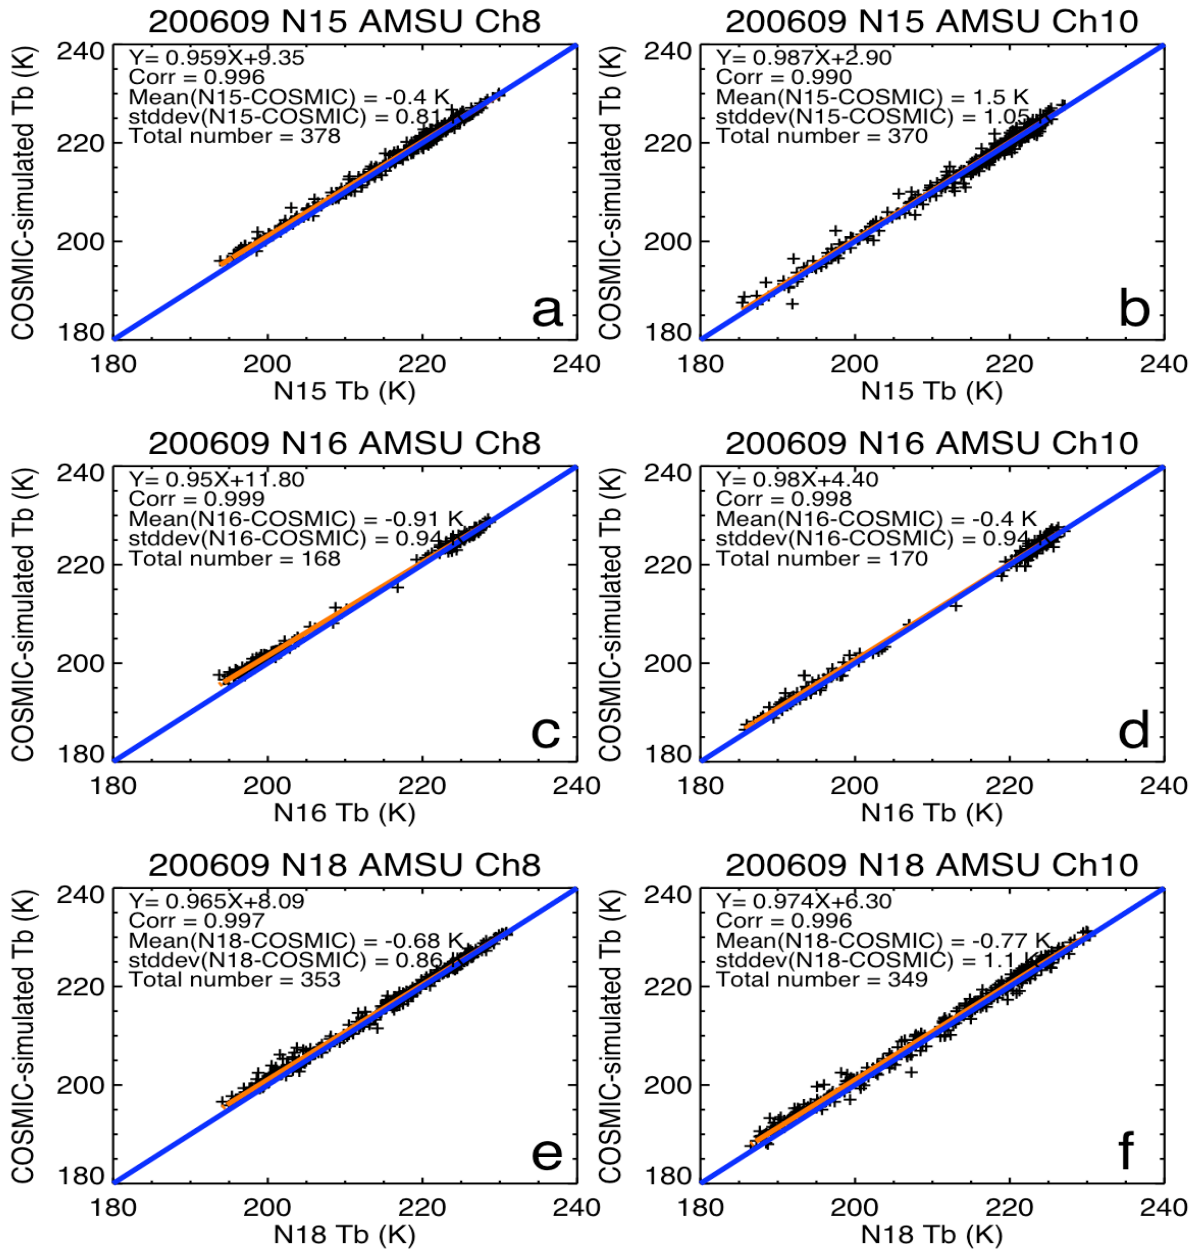 200609 N15 AMSU Ch8
COSMIC-simulated Tb (K)
240
220
200
180
Y= 0.959X+9.35
Corr = 0.996
Mean(N15-COSMIC) = -0.4 K
stddev(N15-COSMIC) = 0.81
Total number = 378
a
180 200 220 240
N15 Tb (K)
200609 N15 AMSU Ch10
COSMIC-simulated Tb (K)
240
220
200
180
Y= 0.987X+2.90
Corr = 0.990
Mean(N15-COSMIC) = 1.5 K
stddev(N15-COSMIC) = 1.05
Total number = 370
b
180 200 220 240
N15 Tb (K)
200609 N16 AMSU Ch8
COSMIC-simulated Tb (K)
240
220
200
180
Y= 0.95X+11.80
Corr = 0.999
Mean(N16-COSMIC) = -0.91 K
stddev(N16-COSMIC) = 0.94
Total number = 168
c
180 200 220 240
N16 Tb (K)
200609 N16 AMSU Ch10
COSMIC-simulated Tb (K)
240
220
200
180
Y= 0.98X+4.40
Corr = 0.998
Mean(N16-COSMIC) = -0.4 K
stddev(N16-COSMIC) = 0.94
Total number = 170
d
180 200 220 240
N16 Tb (K)
200609 N18 AMSU Ch8
COSMIC-simulated Tb (K)
240
220
200
180
Y= 0.965X+8.09
Corr = 0.997
Mean(N18-COSMIC) = -0.68 K
stddev(N18-COSMIC) = 0.86
Total number = 353
e
180 200 220 240
N18 Tb (K)
200609 N18 AMSU Ch10
COSMIC-simulated Tb (K)
240
220
200
180
Y= 0.974X+6.30
Corr = 0.996
Mean(N18-COSMIC) = -0.77 K
stddev(N18-COSMIC) = 1.1
Total number = 349
f
180 200 220 240
N18 Tb (K)